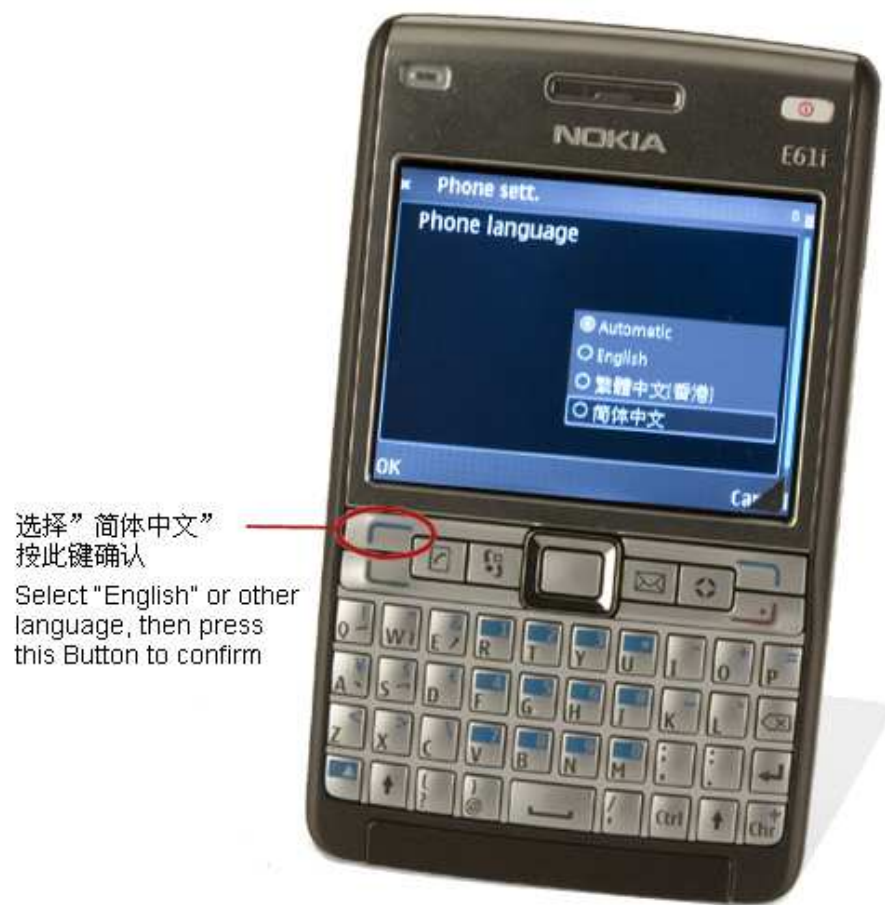 NOKIA
E61i
Phone sett.
Phone language
Automatic
English
繁體中文(香港)
简体中文
OK
选择”简体中文”
按此键确认
Select "English" or other
language, then press
this Button to confirm
Q W E R T Y U I O P
A S D F G H J K L
Z X C V B N M
Ctrl
Chr